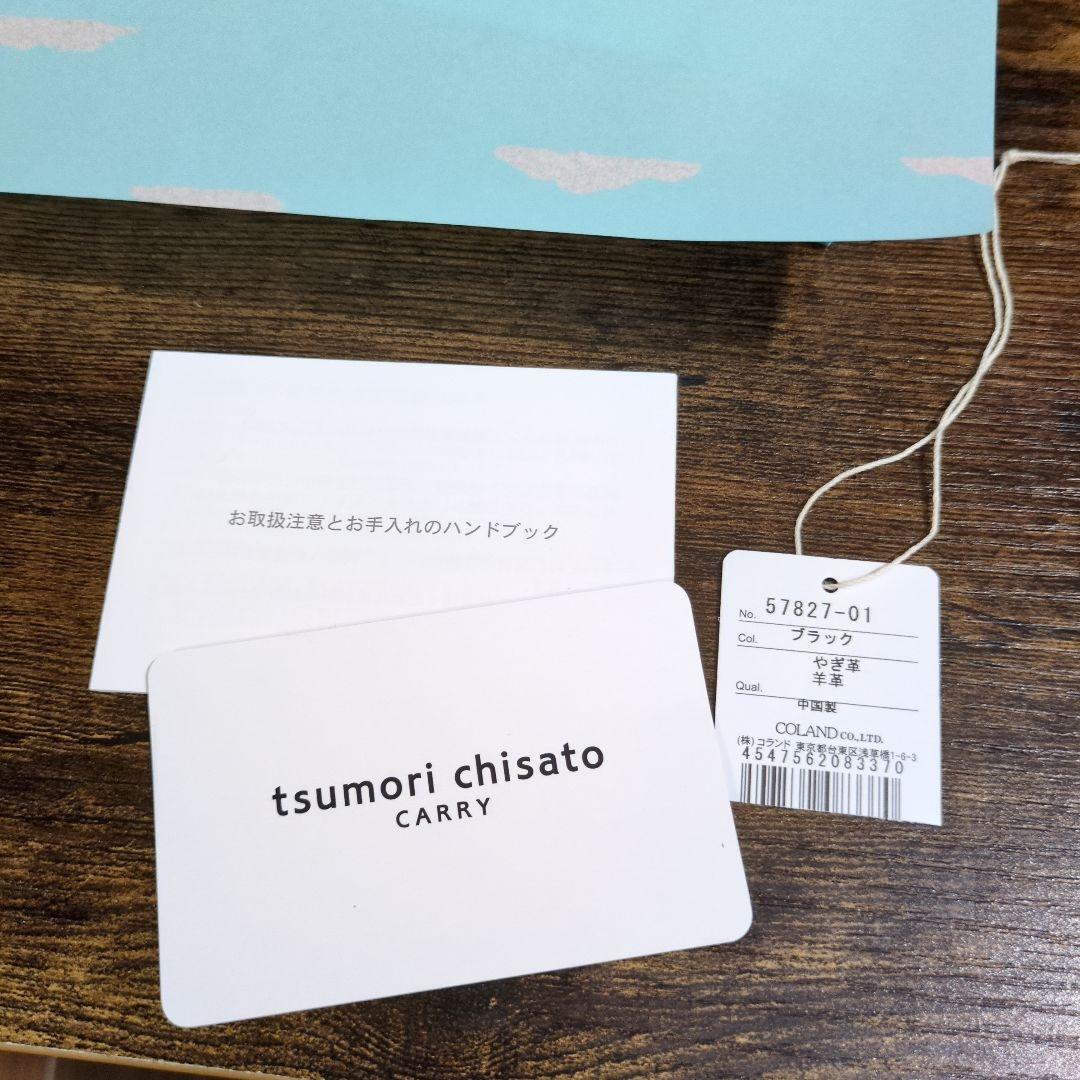 お取扱注意とお手入れのハンドブック
tsumori chisato
CARRY
No. 57827-01
Col. ブラック
やぎ革
羊革
Qual.
中国製
COLAND CO.,LTD.
(株)コランド 東京都台東区浅草橋1-6-3
4547562083370